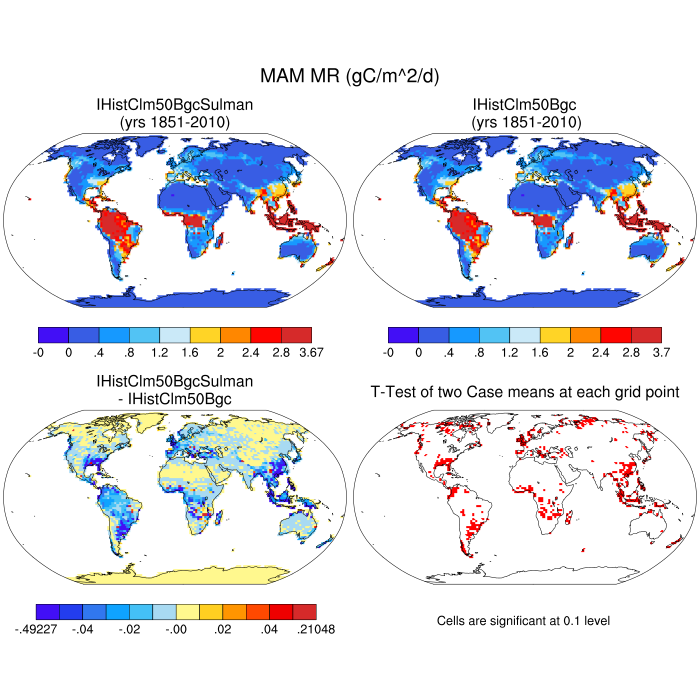 MAM MR (gC/m^2/d)
IHistClm50BgcSulman
(yrs 1851-2010)
IHistClm50Bgc
(yrs 1851-2010)
-0 0 .4 .8 1.2 1.6 2 2.4 2.8 3.67
-0 0 .4 .8 1.2 1.6 2 2.4 2.8 3.7
IHistClm50BgcSulman
- IHistClm50Bgc
T-Test of two Case means at each grid point
-.49227 -.04 -.02 -.00 .02 .04 .21048
Cells are significant at 0.1 level